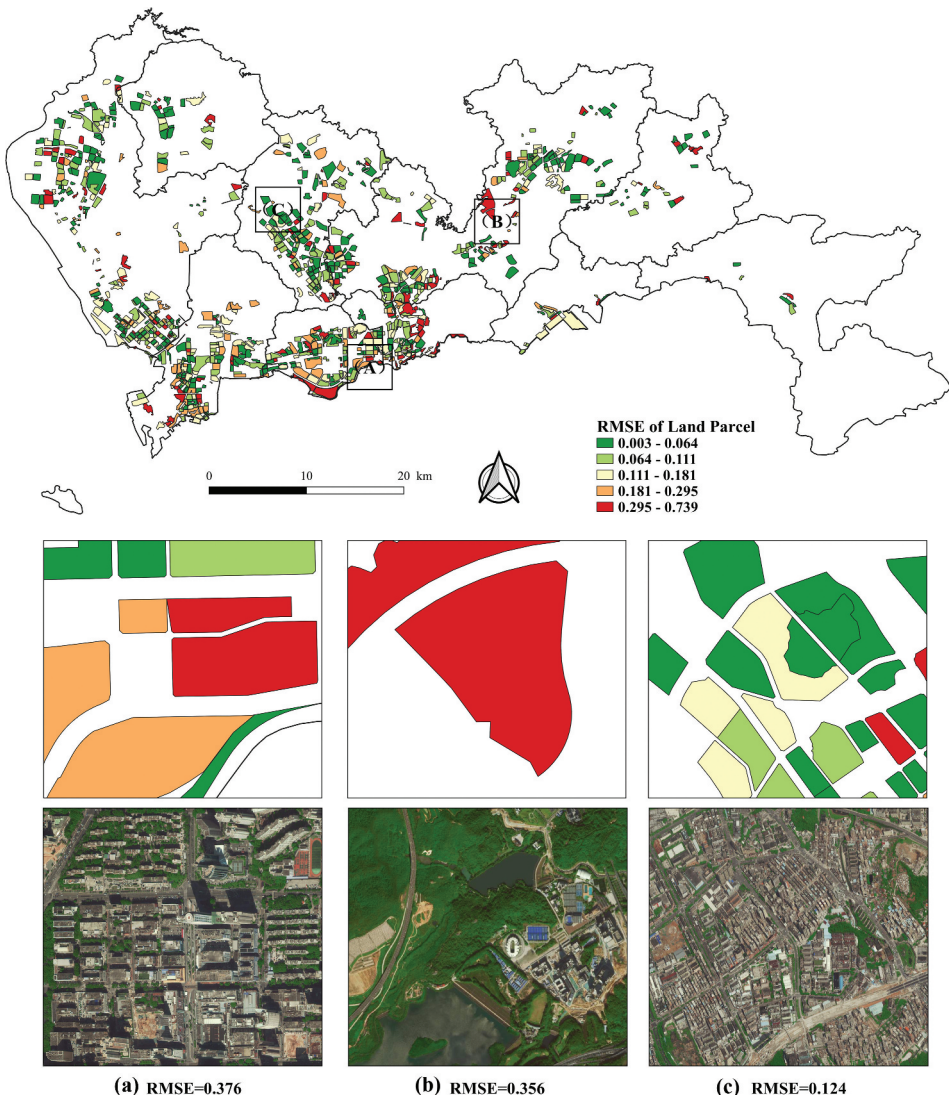 C)
(B)
A)
RMSE of Land Parcel
0.003 - 0.064
0.064 - 0.111
0.111 - 0.181
0.181 - 0.295
0.295 - 0.739
0 10 20 km
(a) RMSE=0.376
(b) RMSE=0.356
(c) RMSE=0.124